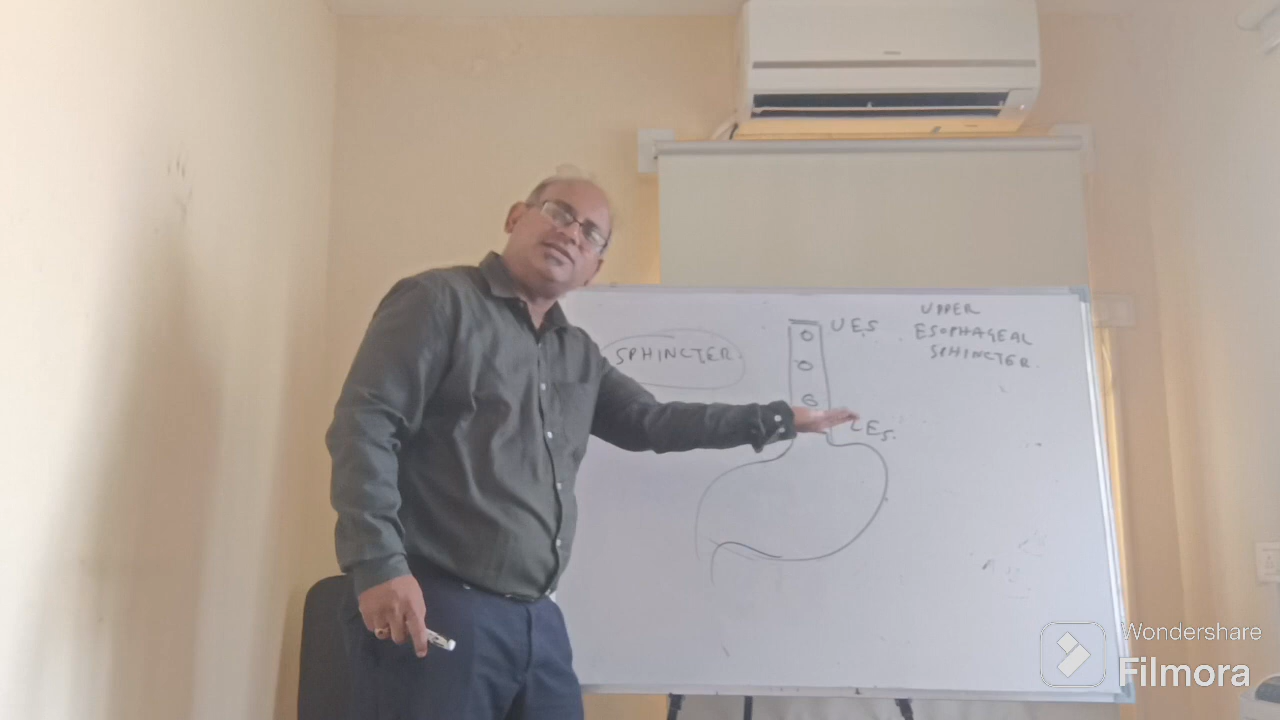 SPHINCTER.
UES
UPPER
ESOPHAGEAL
SPHINCTER.
LES.
Wondershare
Filmora